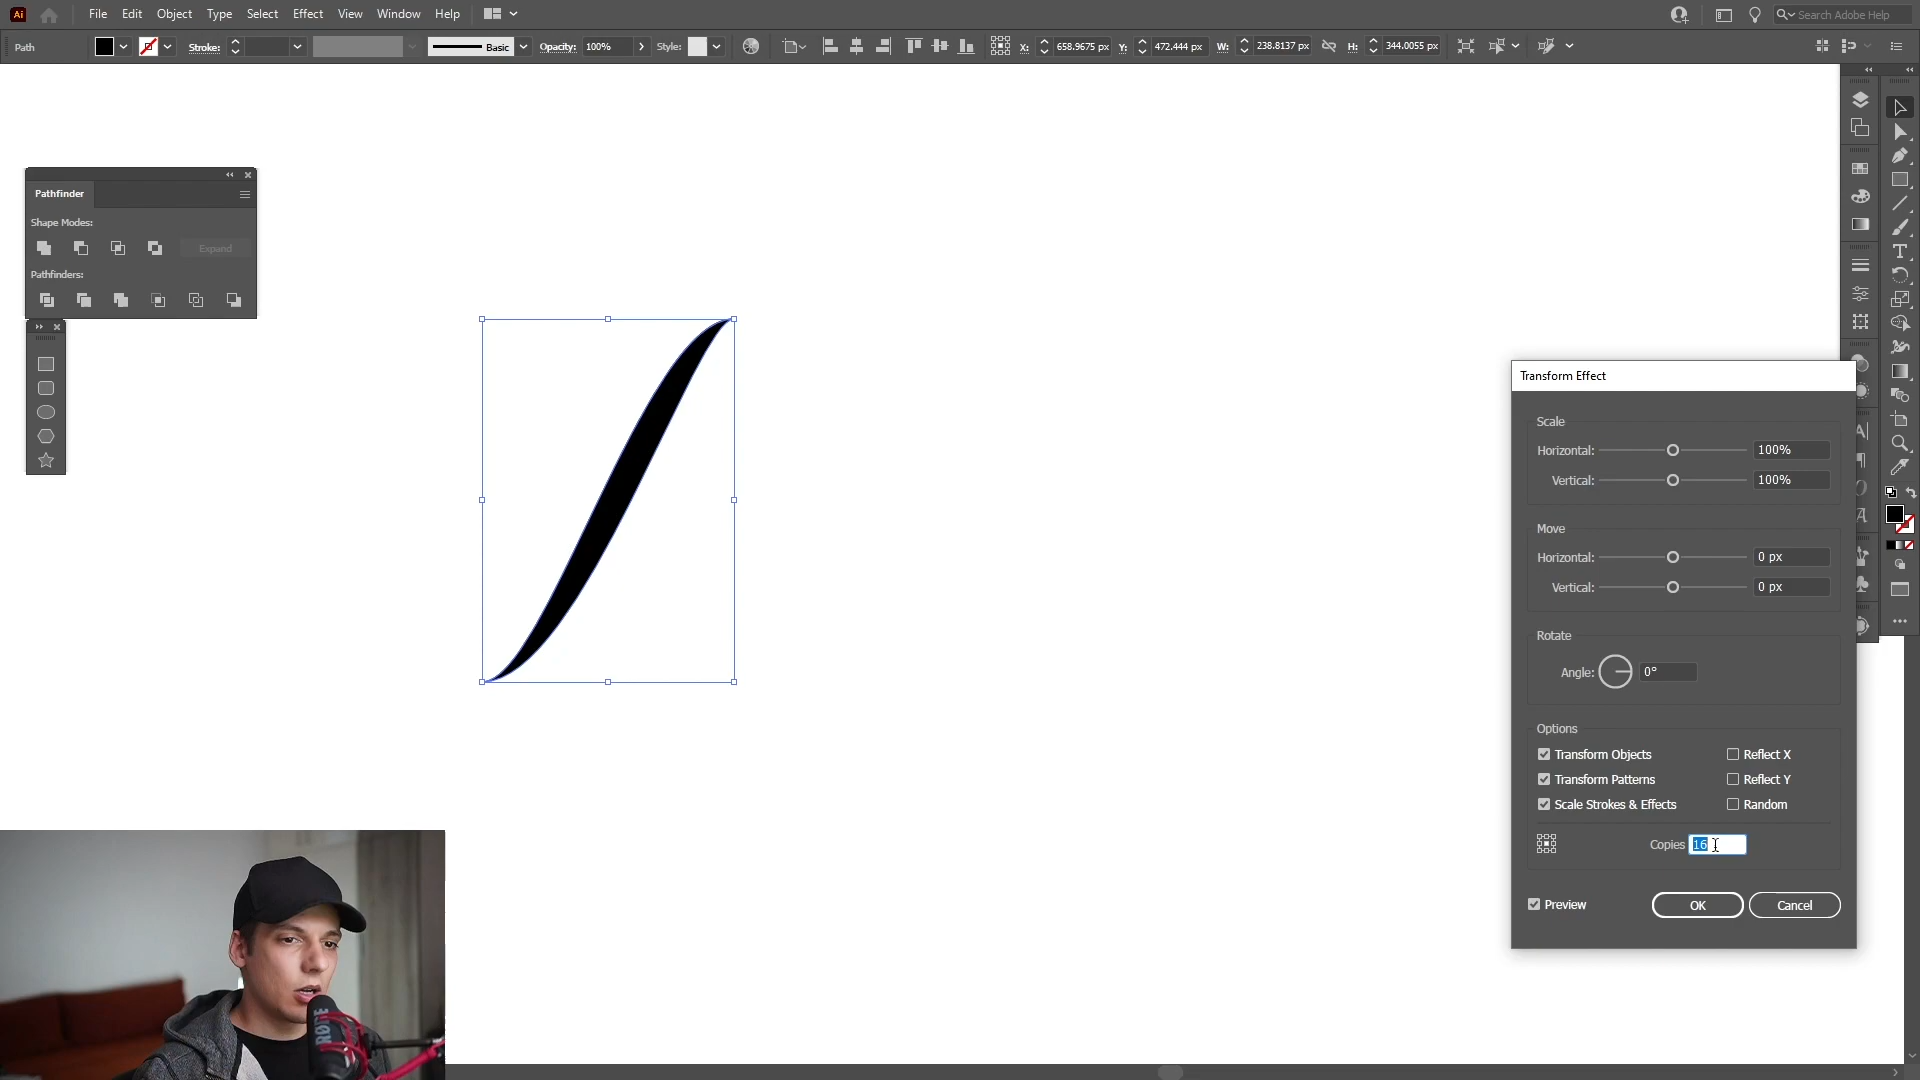 Ai File Edit Object Type Select Effect View Window Help Search Adobe Help
Path Stroke: Basic Opacity: 100% Style: X: 658.9675 px Y: 472.444 px W: 238.8137 px H: 344.0055 px
Pathfinder
Shape Modes:
Expand
Pathfinders:
Transform Effect
Scale
Horizontal: 100%
Vertical: 100%
Move
Horizontal: 0 px
Vertical: 0 px
Rotate
Angle: 0°
Options
Transform Objects Reflect X
Transform Patterns Reflect Y
Scale Strokes & Effects Random
Copies 16
Preview OK Cancel
RØDE